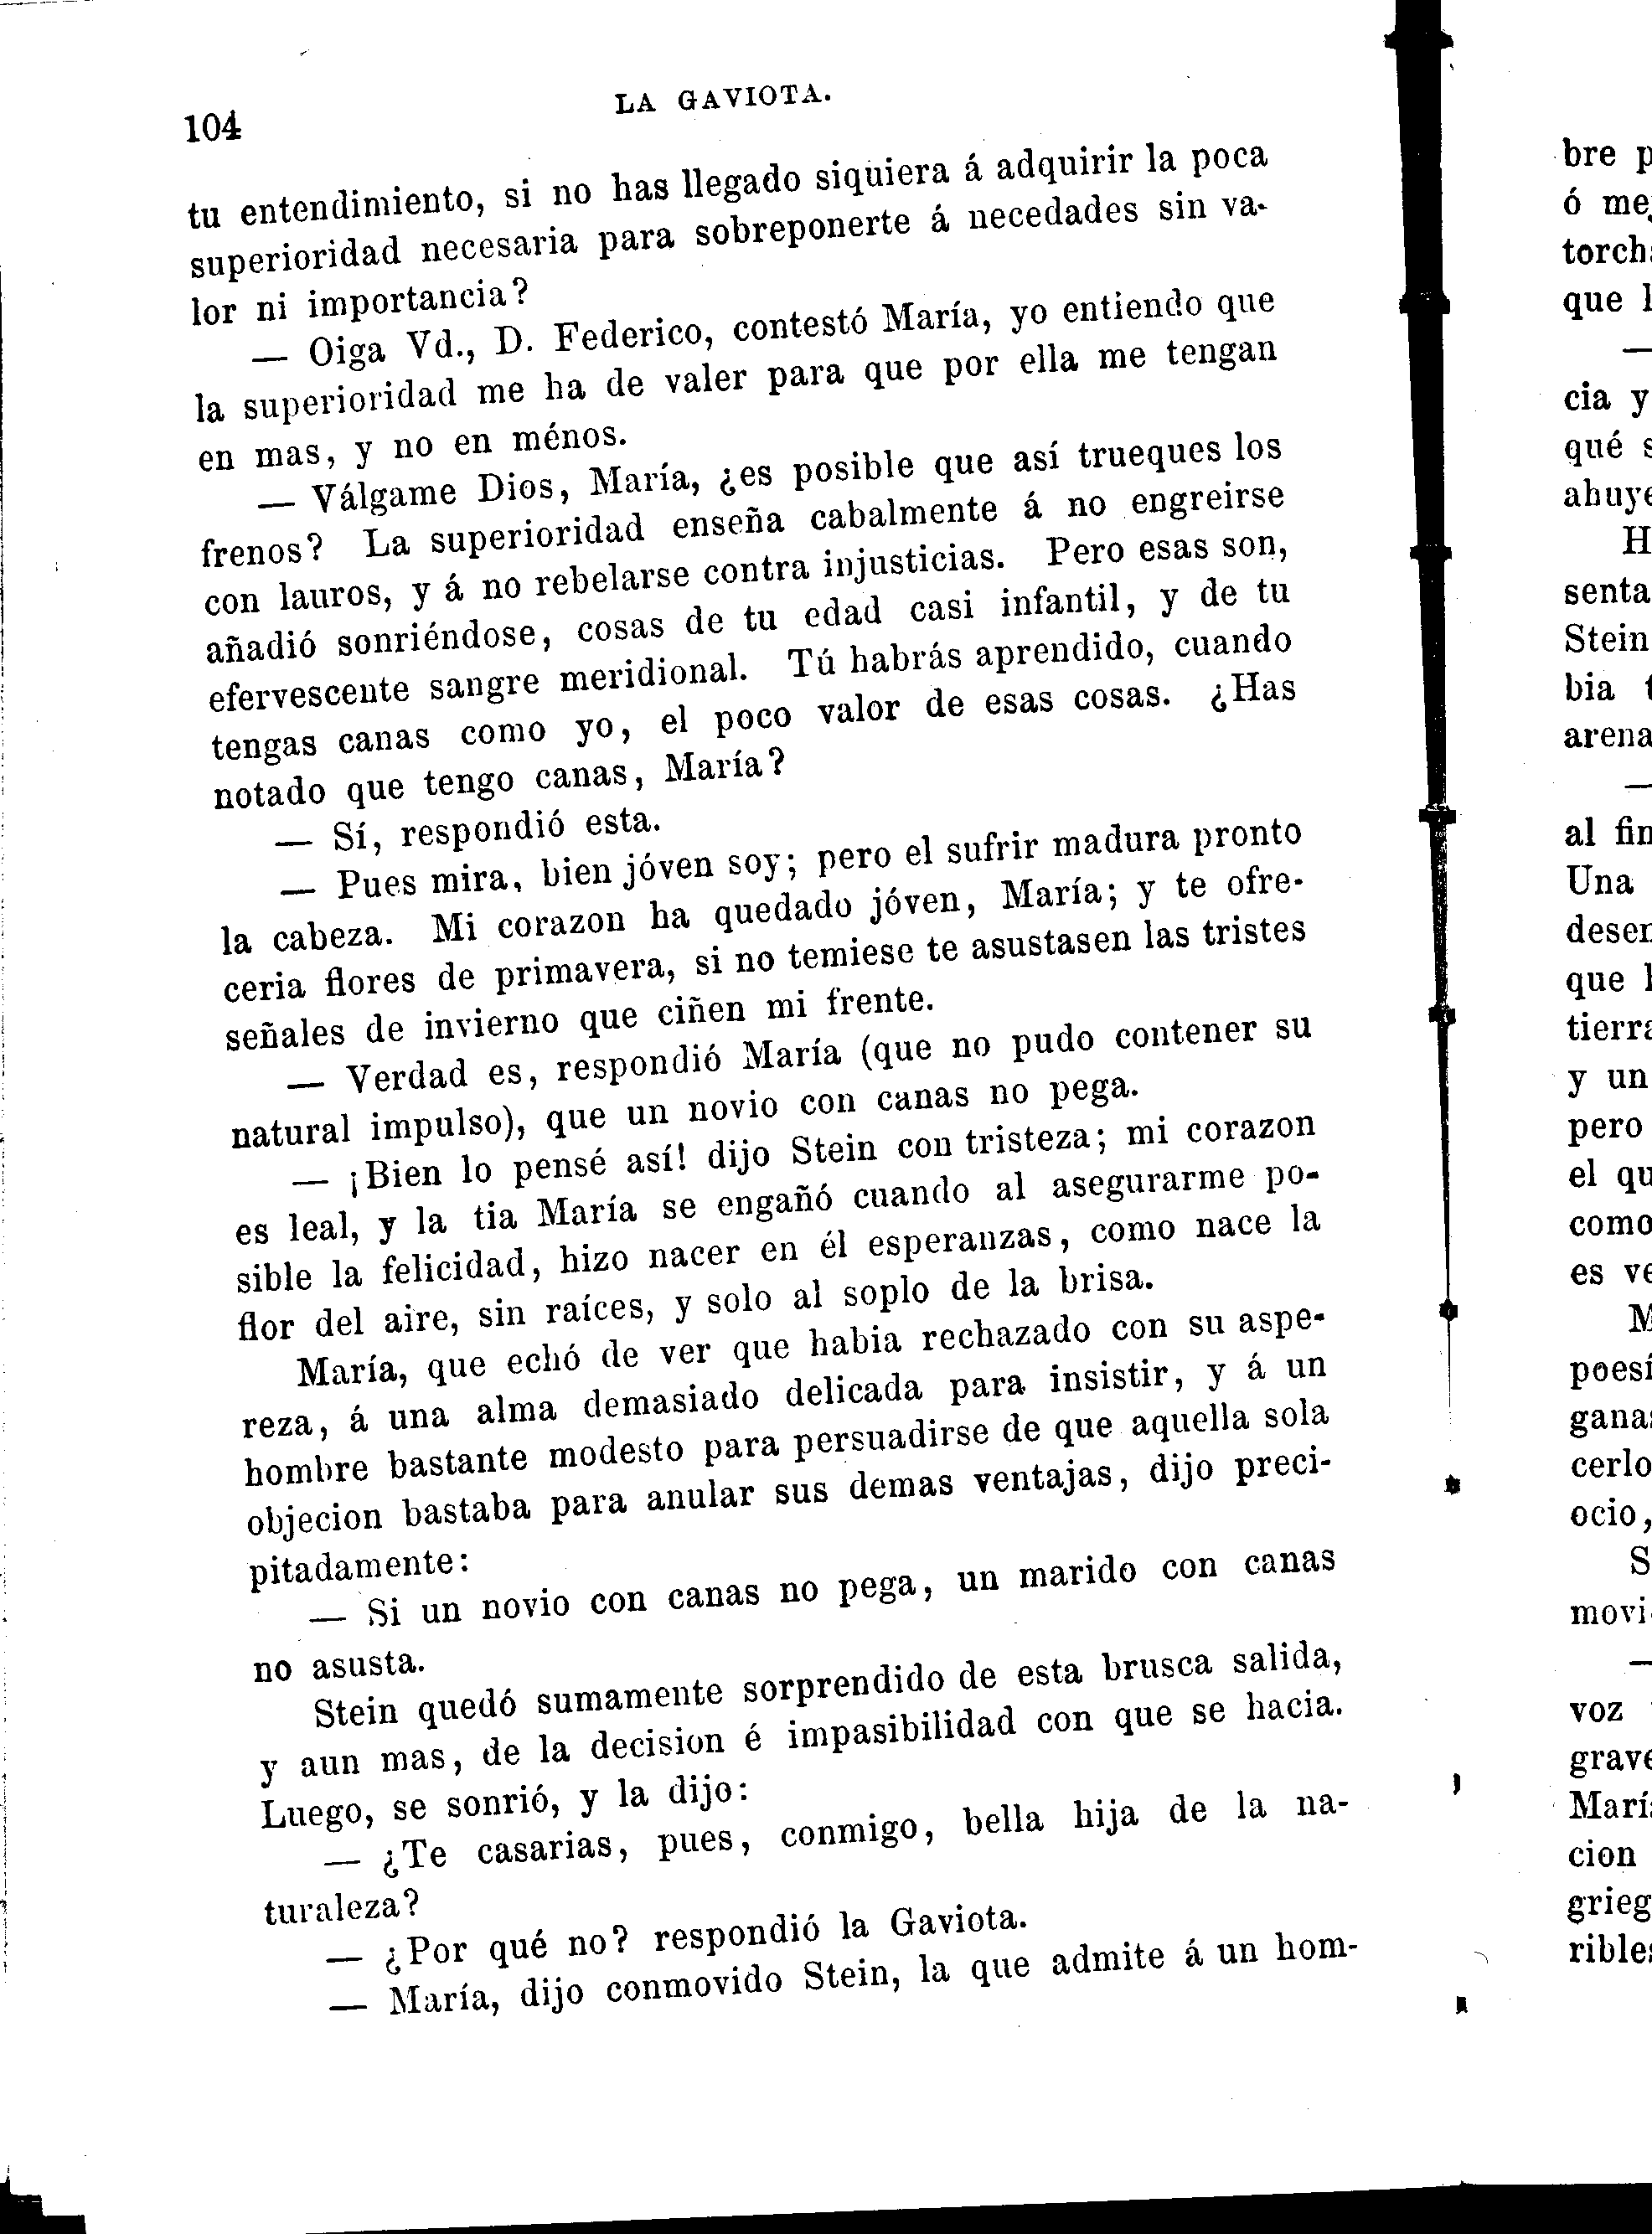 104
LA GAVIOTA.
tu entendimiento, si no has llegado siquiera á adquirir la poca
superioridad necesaria para sobreponerte á necedades sin va-
lor ni importancia?
— Oiga Vd., D. Federico, contestó María, yo entiendo que
la superioridad me ha de valer para que por ella me tengan
en mas, y no en ménos.
— Válgame Dios, María, ¿es posible que así trueques los
frenos? La superioridad enseña cabalmente á no engreirse
con lauros, y á no rebelarse contra injusticias. Pero esas son,
añadió sonriéndose, cosas de tu edad casi infantil, y de tu
efervescente sangre meridional. Tú habrás aprendido, cuando
tengas canas como yo, el poco valor de esas cosas. ¿Has
notado que tengo canas, María?
— Sí, respondió esta.
— Pues mira, bien jóven soy; pero el sufrir madura pronto
la cabeza. Mi corazon ha quedado jóven, María; y te ofre-
ceria flores de primavera, si no temiese te asustasen las tristes
señales de invierno que ciñen mi frente.
— Verdad es, respondió María (que no pudo contener su
natural impulso), que un novio con canas no pega.
— ¡Bien lo pensé así! dijo Stein con tristeza; mi corazon
es leal, y la tia María se engañó cuando al asegurarme po-
sible la felicidad, hizo nacer en él esperanzas, como nace la
flor del aire, sin raíces, y solo al soplo de la brisa.
María, que echó de ver que habia rechazado con su aspe-
reza, á una alma demasiado delicada para insistir, y á un
hombre bastante modesto para persuadirse de que aquella sola
objecion bastaba para anular sus demas ventajas, dijo preci-
pitadamente:
— Si un novio con canas no pega, un marido con canas
no asusta.
Stein quedó sumamente sorprendido de esta brusca salida,
y aun mas, de la decision é impasibilidad con que se hacia.
Luego, se sonrió, y la dijo:
— ¿Te casarias, pues, conmigo, bella hija de la na-
turaleza?
— ¿Por qué no? respondió la Gaviota.
— María, dijo conmovido Stein, la que admite á un hom-
bre
ó
torch
que
—
cia y
qué
ahuye
H
senta
Stein
bia
arena
—
al fin
Una
deser
que
tierra
y un
pero
el qu
como
es ve
M
poesí
gana
cerlo
ocio,
S
movi
—
voz
grave
María
cion
grieg
rible